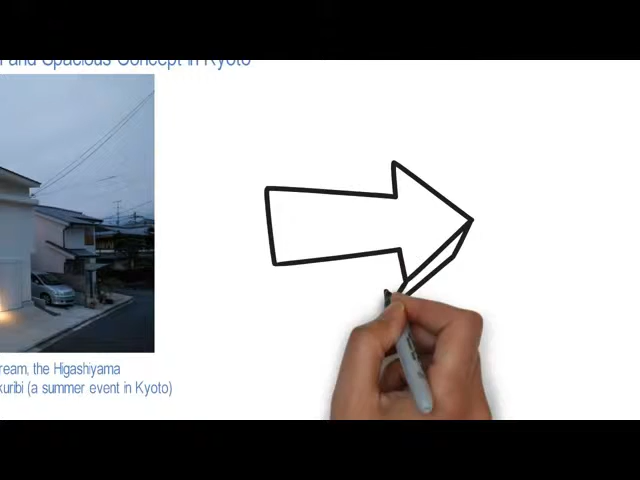 and Spacious Concept in Kyoto
ream, the Higashiyama
kuribi (a summer event in Kyoto)